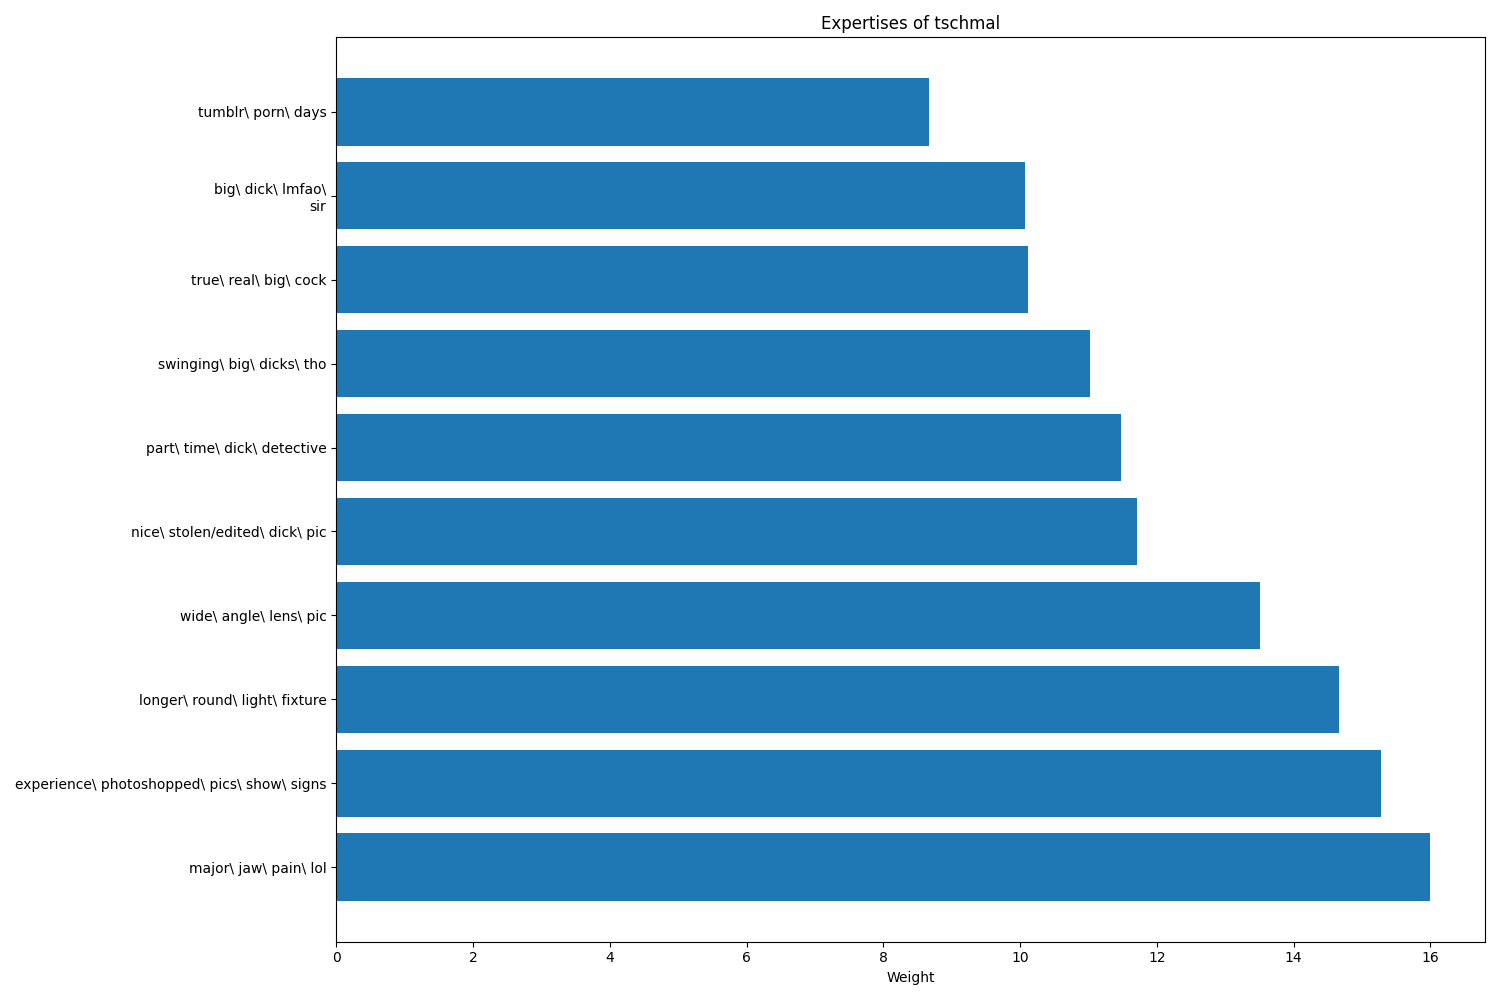 Expertises of tschmal
tumblr\ porn\ days
big\ dick\ lmfao\
sir
true\ real\ big\ cock
swinging\ big\ dicks\ tho
part\ time\ dick\ detective
nice\ stolen/edited\ dick\ pic
wide\ angle\ lens\ pic
longer\ round\ light\ fixture
experience\ photoshopped\ pics\ show\ signs
major\ jaw\ pain\ lol
0 2 4 6 8 10 12 14 16
Weight